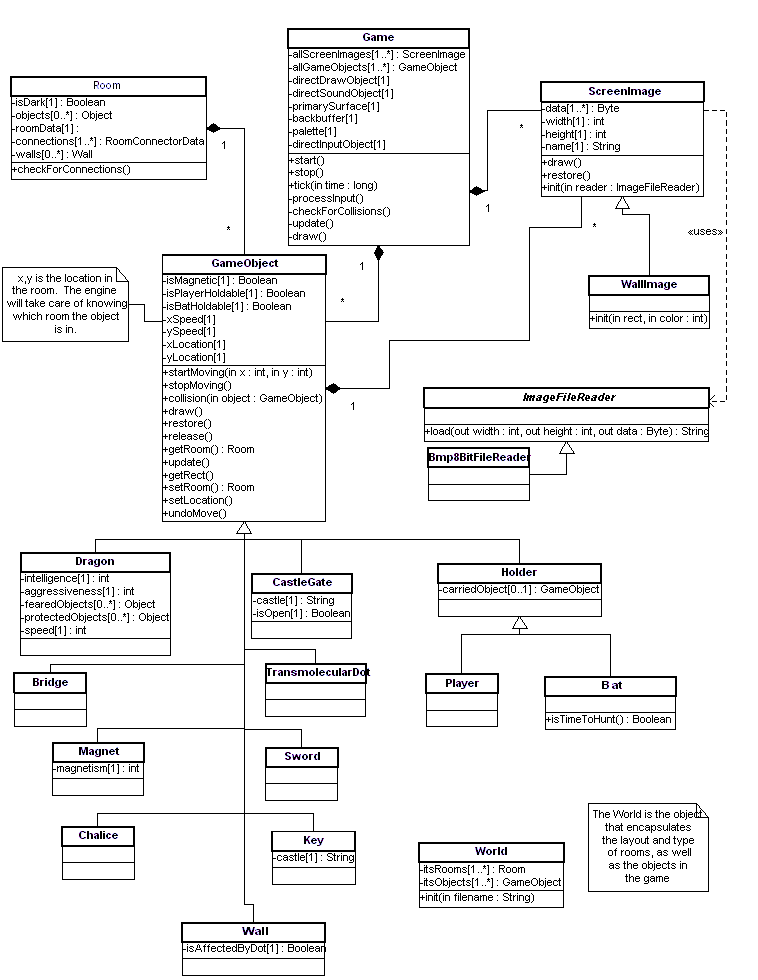 Game
-allScreenImages[1..*] : ScreenImage
-allGameObjects[1..*] : GameObject
-directDrawObject[1]
-directSoundObject[1]
-primarySurface[1]
-backbuffer[1]
-palette[1]
-directInputObject[1]
+start()
+stop()
+tick(in time : long)
-processInput()
-checkForCollisions()
-update()
-draw()
Room
-isDark[1] : Boolean
-objects[0..*] : Object
-roomData[1] :
-connections[1..*] : RoomConnectorData
-walls[0..*] : Wall
+checkForConnections()
ScreenImage
-data[1..*] : Byte
-width[1] : int
-height[1] : int
-name[1] : String
+draw()
+restore()
+init(in reader : ImageFileReader)
1
*
*
1
1
*
*
1
«uses»
x,y is the location in
the room. The engine
will take care of knowing
which room the object
is in.
GameObject
-isMagnetic[1] : Boolean
-isPlayerHoldable[1] : Boolean
-isBatHoldable[1] : Boolean
-xSpeed[1]
-ySpeed[1]
-xLocation[1]
-yLocation[1]
+startMoving(in x : int, in y : int)
+stopMoving()
+collision(in object : GameObject)
+draw()
+restore()
+release()
+getRoom() : Room
+update()
+getRect()
+setRoom() : Room
+setLocation()
+undoMove()
WallImage
+init(in rect, in color : int)
ImageFileReader
+load(out width : int, out height : int, out data : Byte) : String
Bmp8BitFileReader
Dragon
-intelligence[1] : int
-aggressiveness[1] : int
-fearedObjects[0..*] : Object
-protectedObjects[0..*] : Object
-speed[1] : int
CastleGate
-castle[1] : String
-isOpen[1] : Boolean
Holder
-carriedObject[0..1] : GameObject
Bridge
TransmolecularDot
Player
Bat
+isTimeToHunt() : Boolean
Magnet
-magnetism[1] : int
Sword
Chalice
Key
-castle[1] : String
World
-itsRooms[1..*] : Room
-itsObjects[1..*] : GameObject
+init(in filename : String)
The World is the object
that encapsulates
the layout and type
of rooms, as well
as the objects in
the game
Wall
-isAffectedByDot[1] : Boolean